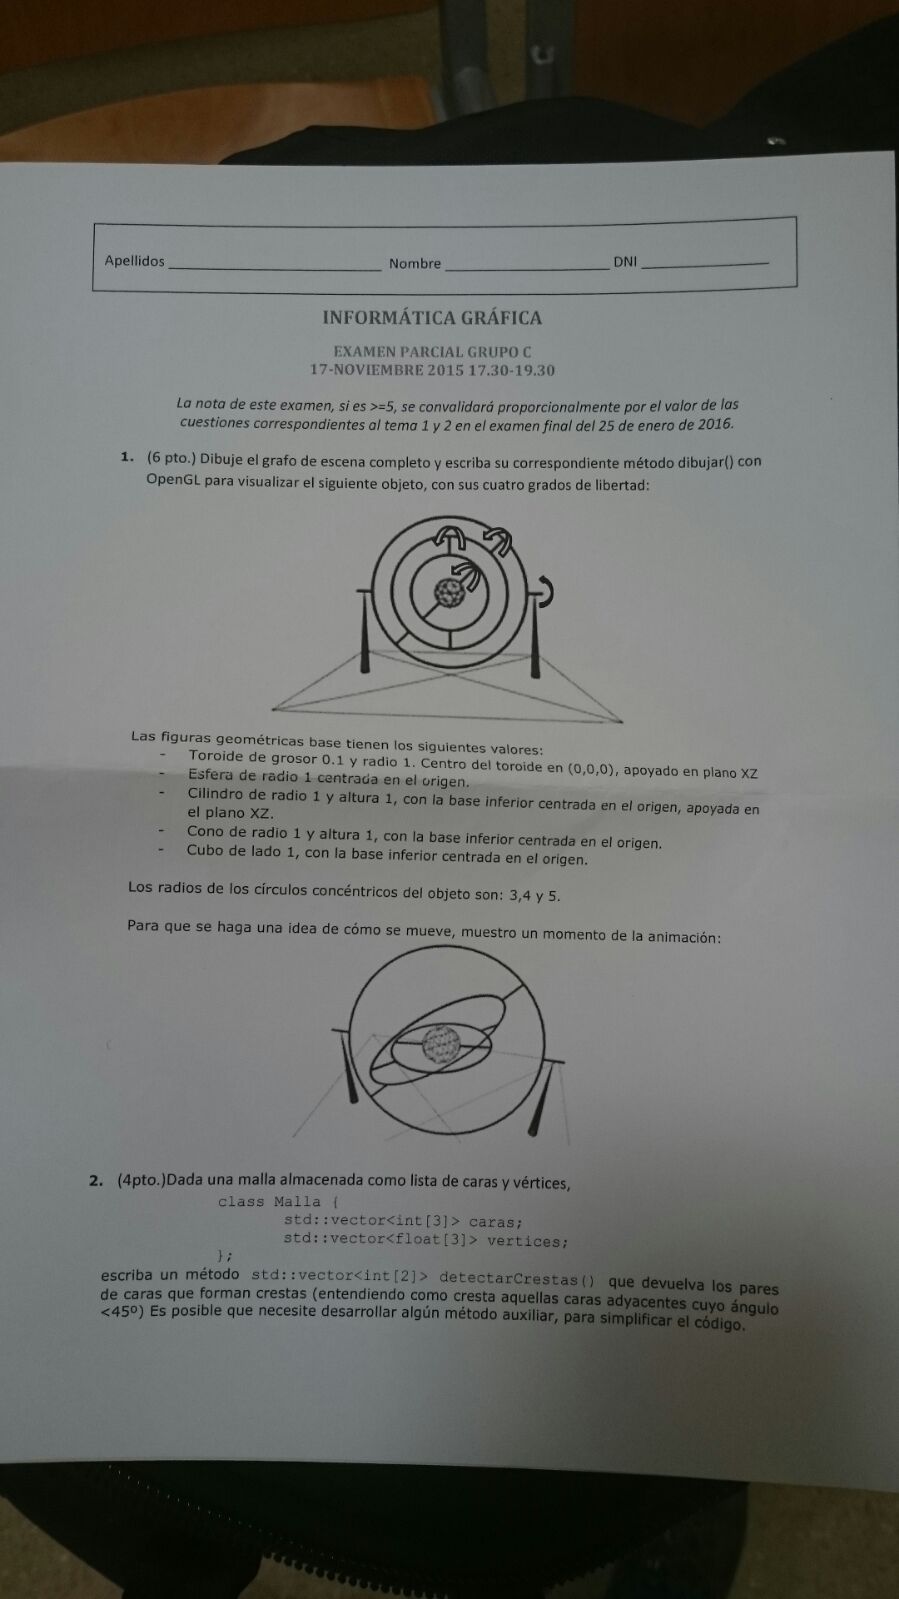 Apellidos Nombre DNI
INFORMÁTICA GRÁFICA
EXAMEN PARCIAL GRUPO C
17-NOVIEMBRE 2015 17.30-19.30
La nota de este examen, si es >=5, se convalidará proporcionalmente por el valor de las
cuestiones correspondientes al tema 1 y 2 en el examen final del 25 de enero de 2016.
1. (6 pto.) Dibuje el grafo de escena completo y escriba su correspondiente método dibujar() con
OpenGL para visualizar el siguiente objeto, con sus cuatro grados de libertad:
Las figuras geométricas base tienen los siguientes valores:
- Toroide de grosor 0.1 y radio 1. Centro del toroide en (0,0,0), apoyado en plano XZ
- Esfera de radio 1 centrada en el origen.
- Cilindro de radio 1 y altura 1, con la base inferior centrada en el origen, apoyada en
el plano XZ.
- Cono de radio 1 y altura 1, con la base inferior centrada en el origen.
- Cubo de lado 1, con la base inferior centrada en el origen.
Los radios de los círculos concéntricos del objeto son: 3,4 y 5.
Para que se haga una idea de cómo se mueve, muestro un momento de la animación:
2. (4pto.)Dada una malla almacenada como lista de caras y vértices,
class Malla {
std::vector<int[3]> caras;
std::vector<float[3]> vertices;
};
escriba un método std::vector<int[2]> detectarCrestas() que devuelva los pares
de caras que forman crestas (entendiendo como cresta aquellas caras adyacentes cuyo ángulo
<45º) Es posible que necesite desarrollar algún método auxiliar, para simplificar el código.